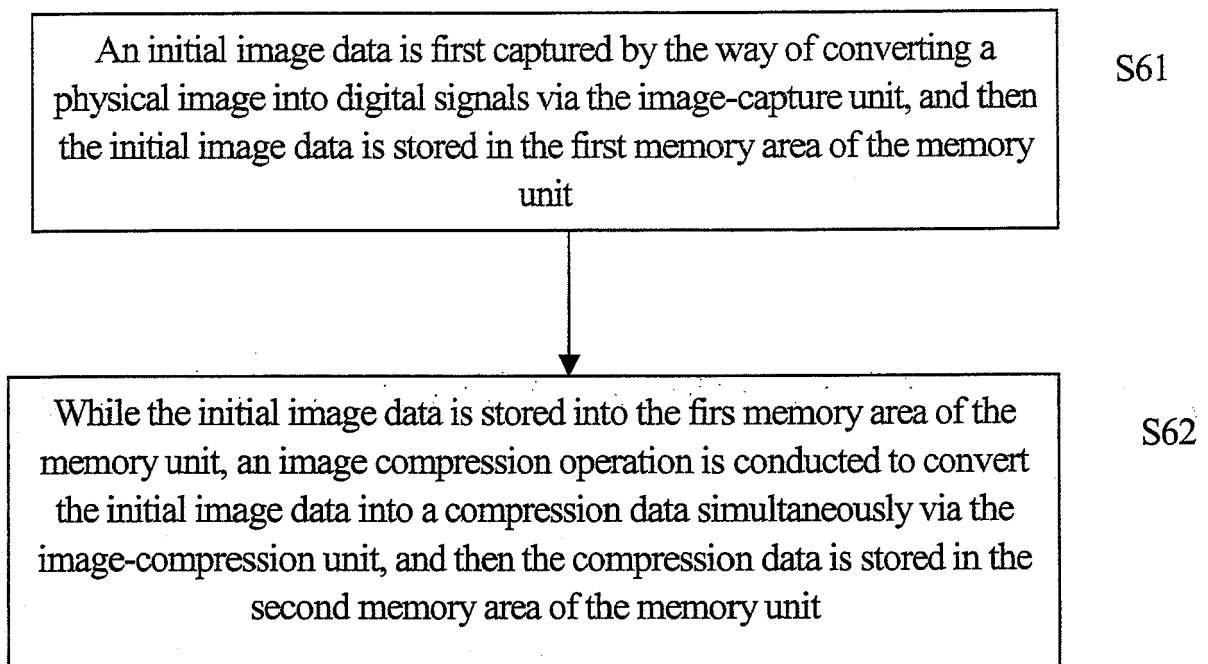 An initial image data is first captured by the way of converting a
physical image into digital signals via the image-capture unit, and then
the initial image data is stored in the first memory area of the memory
unit
S61
While the initial image data is stored into the firs memory area of the
memory unit, an image compression operation is conducted to convert
the initial image data into a compression data simultaneously via the
image-compression unit, and then the compression data is stored in the
second memory area of the memory unit
S62